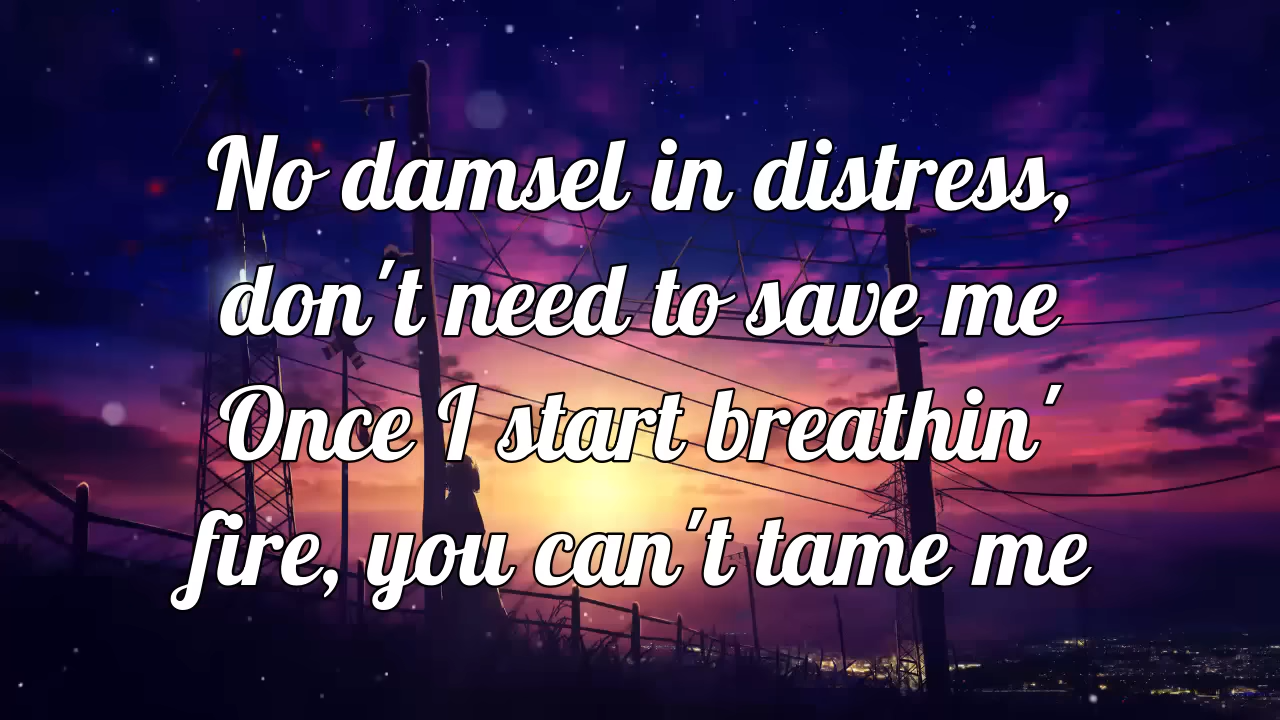 No damsel in distress,
don't need to save me
Once I start breathin'
fire, you can't tame me